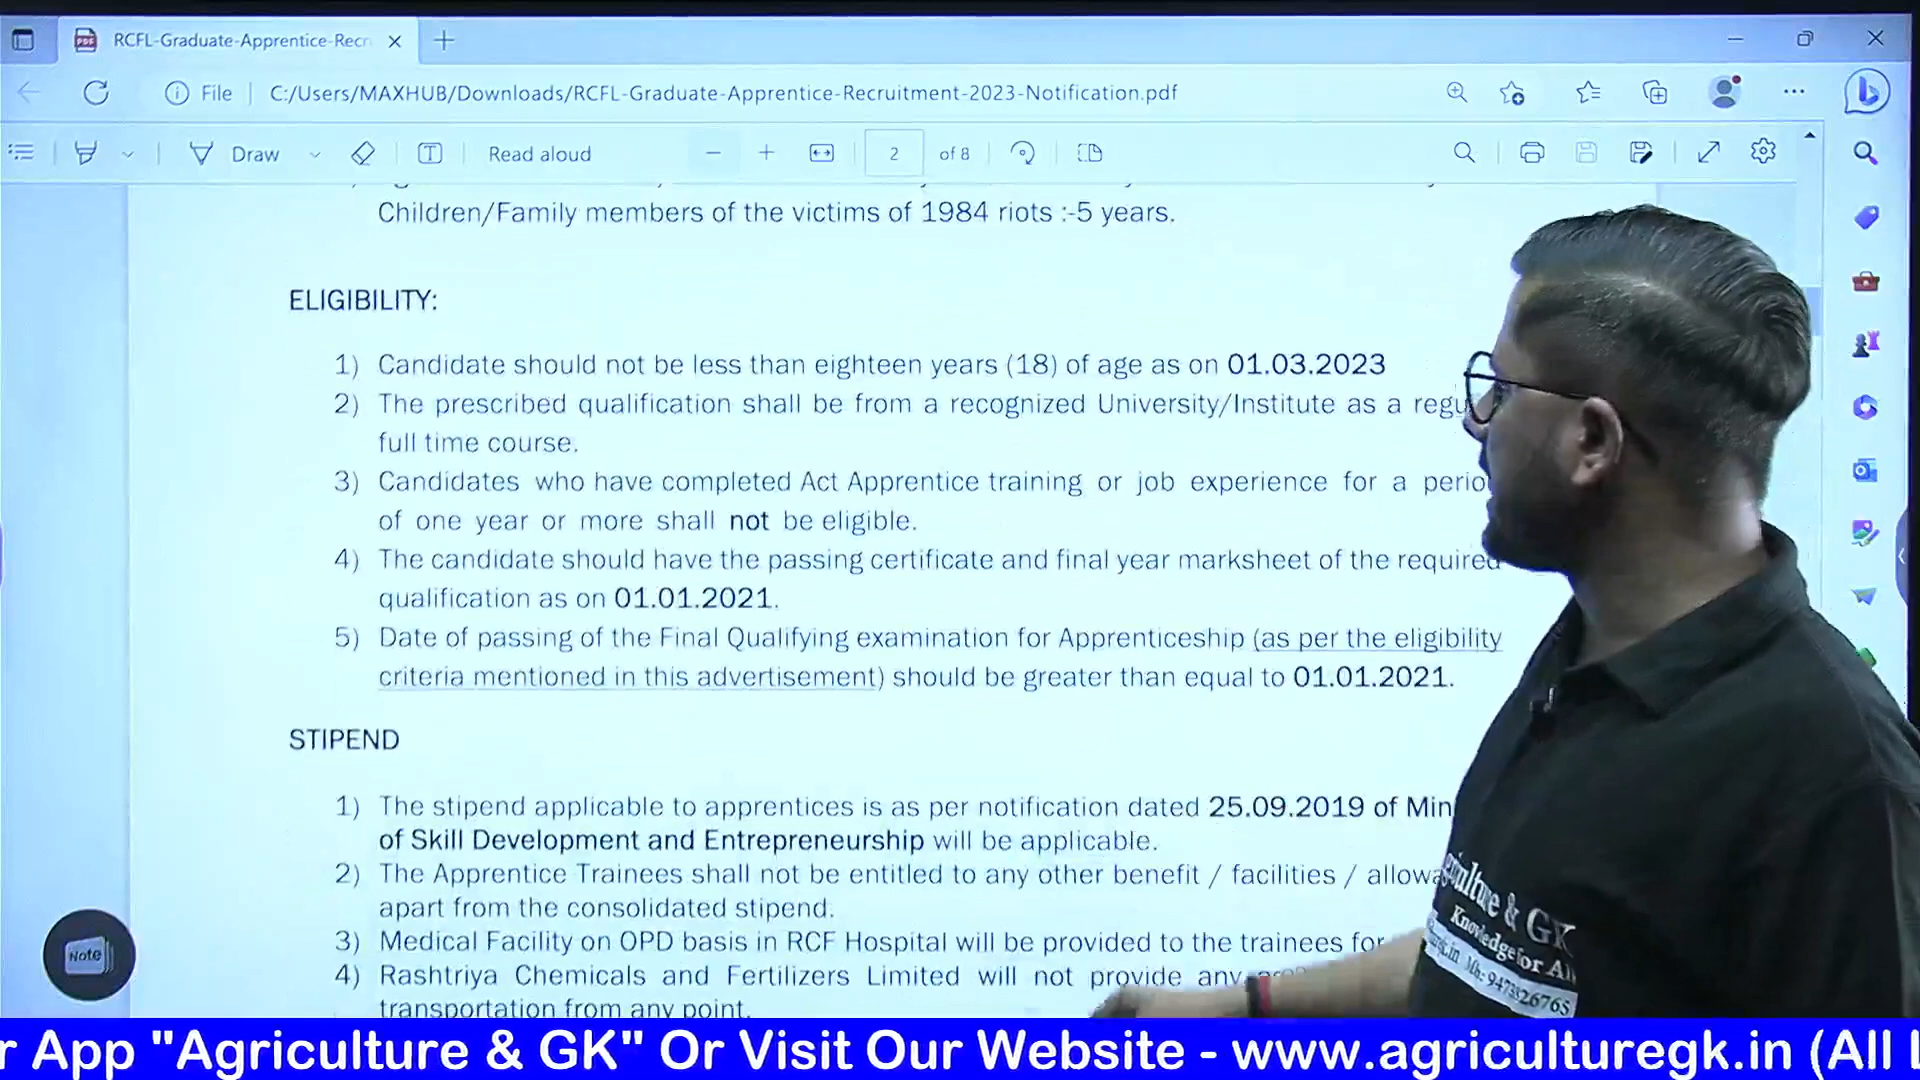 RCFL-Graduate-Apprentice-Recr
File
C:/Users/MAXHUB/Downloads/RCFL-Graduate-Apprentice-Recruitment-2023-Notification.pdf
Draw
Read aloud
2 of 8
Children/Family members of the victims of 1984 riots :-5 years.
ELIGIBILITY:
1) Candidate should not be less than eighteen years (18) of age as on 01.03.2023
2) The prescribed qualification shall be from a recognized University/Institute as a regu
full time course.
3) Candidates who have completed Act Apprentice training or job experience for a perio
of one year or more shall not be eligible.
4) The candidate should have the passing certificate and final year marksheet of the required
qualification as on 01.01.2021.
5) Date of passing of the Final Qualifying examination for Apprenticeship (as per the eligibility
criteria mentioned in this advertisement) should be greater than equal to 01.01.2021.
STIPEND
1) The stipend applicable to apprentices is as per notification dated 25.09.2019 of Min
of Skill Development and Entrepreneurship will be applicable.
2) The Apprentice Trainees shall not be entitled to any other benefit / facilities / allowa
apart from the consolidated stipend.
3) Medical Facility on OPD basis in RCF Hospital will be provided to the trainees for
4) Rashtriya Chemicals and Fertilizers Limited will not provide any
transportation from any point.
Note
griculture & GK
Knowledge for All
Mb: 9473926765
r App "Agriculture & GK" Or Visit Our Website - www.agriculturegk.in (All